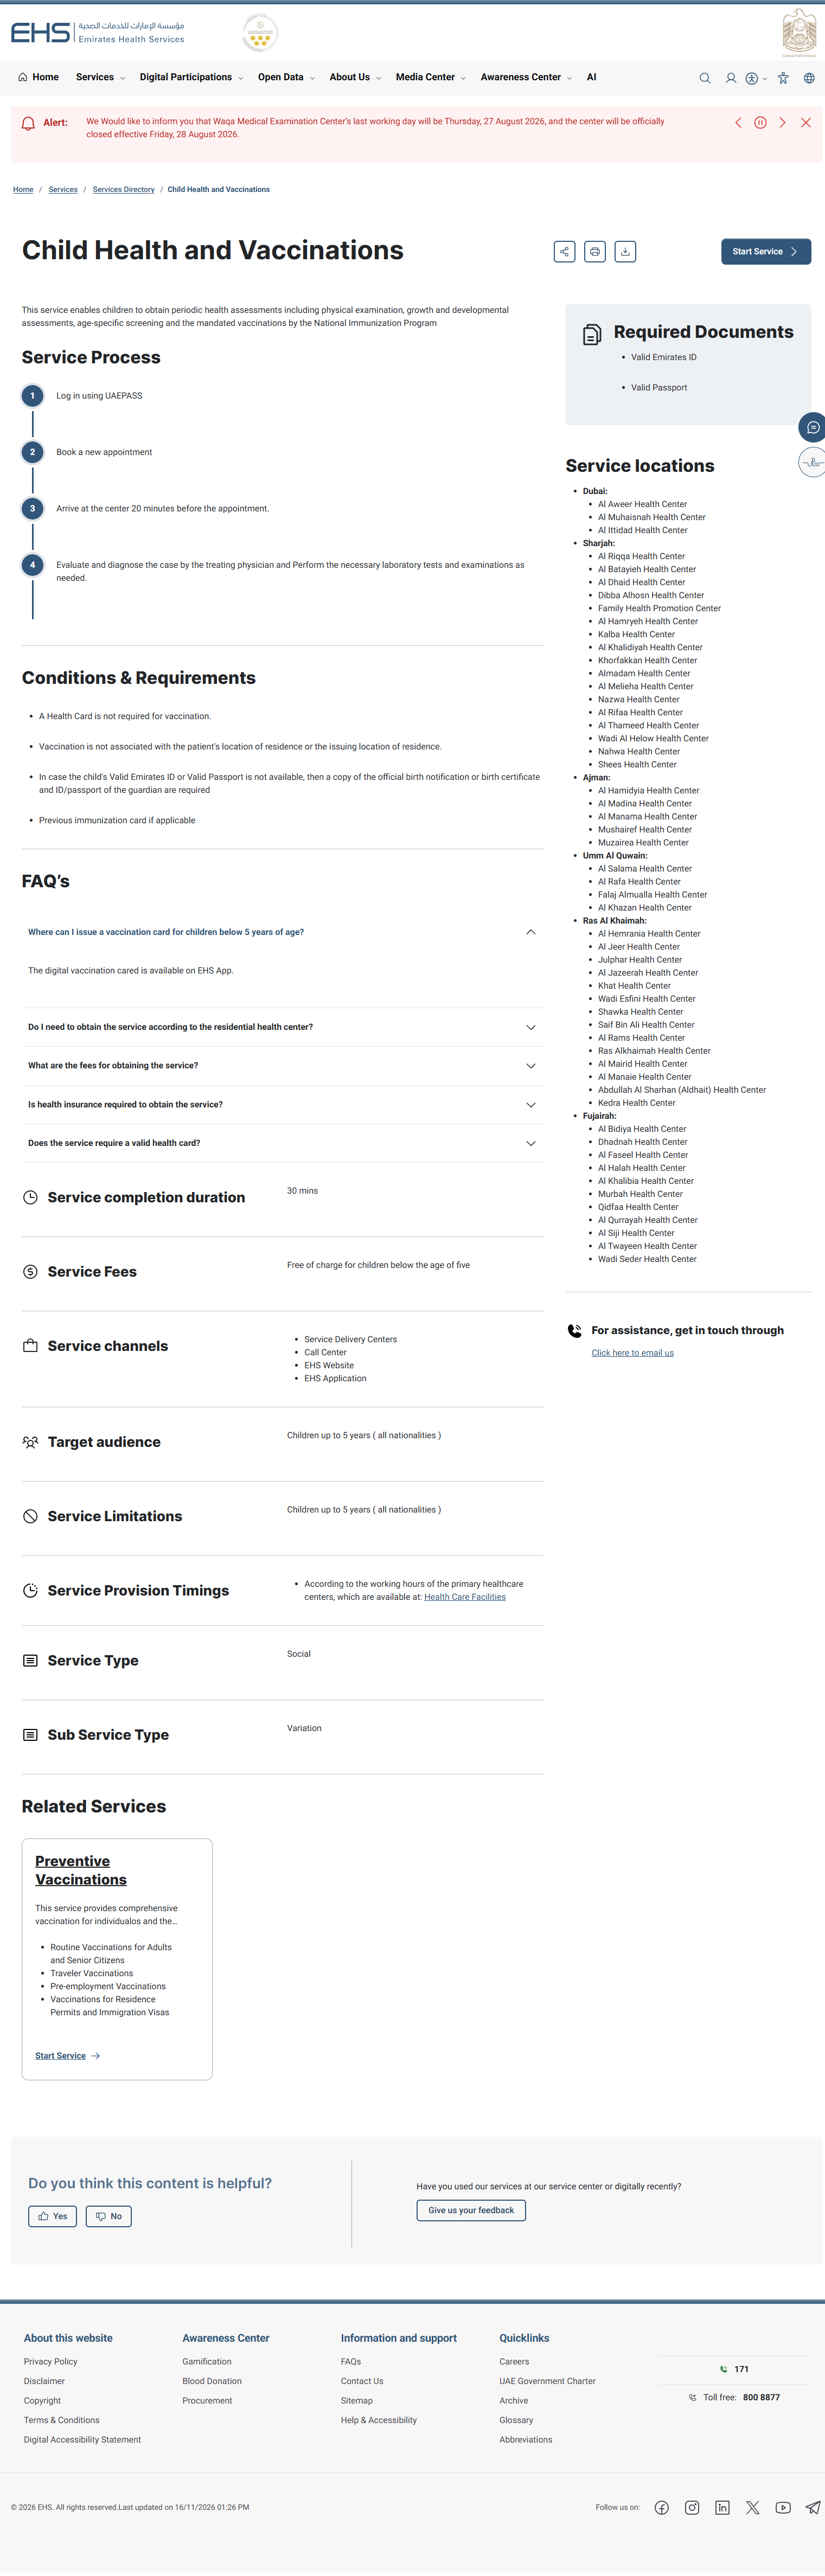 EHS
مؤسسة الإمارات للخدمات الصحية
Emirates Health Services
Home
Services
Digital Participations
Open Data
About Us
Media Center
Awareness Center
AI
Alert:
We Would like to inform you that Waqa Medical Examination Center's last working day will be Thursday, 27 August 2026, and the center will be officially
closed effective Friday, 28 August 2026.
Home / Services / Services Directory / Child Health and Vaccinations
Child Health and Vaccinations
Start Service
This service enables children to obtain periodic health assessments including physical examination, growth and developmental
assessments, age-specific screening and the mandated vaccinations by the National Immunization Program
Service Process
1
Log in using UAEPASS
2
Book a new appointment
3
Arrive at the center 20 minutes before the appointment.
4
Evaluate and diagnose the case by the treating physician and Perform the necessary laboratory tests and examinations as
needed.
Conditions & Requirements
A Health Card is not required for vaccination.
Vaccination is not associated with the patient's location of residence or the issuing location of residence.
In case the child's Valid Emirates ID or Valid Passport is not available, then a copy of the official birth notification or birth certificate
and ID/passport of the guardian are required
Previous immunization card if applicable
FAQ's
Where can I issue a vaccination card for children below 5 years of age?
The digital vaccination cared is available on EHS App.
Do I need to obtain the service according to the residential health center?
What are the fees for obtaining the service?
Is health insurance required to obtain the service?
Does the service require a valid health card?
Service completion duration
30 mins
Service Fees
Free of charge for children below the age of five
Service channels
Service Delivery Centers
Call Center
EHS Website
EHS Application
Target audience
Children up to 5 years ( all nationalities )
Service Limitations
Children up to 5 years ( all nationalities )
Service Provision Timings
According to the working hours of the primary healthcare
centers, which are available at: Health Care Facilities
Service Type
Social
Sub Service Type
Variation
Required Documents
Valid Emirates ID
Valid Passport
Service locations
Dubai:
Al Aweer Health Center
Al Muhaisnah Health Center
Al Ittidad Health Center
Sharjah:
Al Riqqa Health Center
Al Batayieh Health Center
Al Dhaid Health Center
Dibba Alhosn Health Center
Family Health Promotion Center
Al Hamryeh Health Center
Kalba Health Center
Al Khalidiyah Health Center
Khorfakkan Health Center
Almadam Health Center
Al Melieha Health Center
Nazwa Health Center
Al Rifaa Health Center
Al Thameed Health Center
Wadi Al Helow Health Center
Nahwa Health Center
Shees Health Center
Ajman:
Al Hamidyia Health Center
Al Madina Health Center
Al Manama Health Center
Mushairef Health Center
Muzairea Health Center
Umm Al Quwain:
Al Salama Health Center
Al Rafa Health Center
Falaj Almualla Health Center
Al Khazan Health Center
Ras Al Khaimah:
Al Hemrania Health Center
Al Jeer Health Center
Julphar Health Center
Al Jazeerah Health Center
Khat Health Center
Wadi Esfini Health Center
Shawka Health Center
Saif Bin Ali Health Center
Al Rams Health Center
Ras Alkhaimah Health Center
Al Mairid Health Center
Al Manaie Health Center
Abdullah Al Sharhan (Aldhait) Health Center
Kedra Health Center
Fujairah:
Al Bidiya Health Center
Dhadnah Health Center
Al Faseel Health Center
Al Halah Health Center
Al Khalibia Health Center
Murbah Health Center
Qidfaa Health Center
Al Qurrayah Health Center
Al Siji Health Center
Al Twayeen Health Center
Wadi Seder Health Center
For assistance, get in touch through
Click here to email us
Related Services
Preventive
Vaccinations
This service provides comprehensive
vaccination for individualos and the...
Routine Vaccinations for Adults
and Senior Citizens
Traveler Vaccinations
Pre-employment Vaccinations
Vaccinations for Residence
Permits and Immigration Visas
Start Service
Do you think this content is helpful?
Yes
No
Have you used our services at our service center or digitally recently?
Give us your feedback
About this website
Privacy Policy
Disclaimer
Copyright
Terms & Conditions
Digital Accessibility Statement
Awareness Center
Gamification
Blood Donation
Procurement
Information and support
FAQs
Contact Us
Sitemap
Help & Accessibility
Quicklinks
Careers
UAE Government Charter
Archive
Glossary
Abbreviations
171
Toll free: 800 8877
© 2026 EHS. All rights reserved.Last updated on 16/11/2026 01:26 PM
Follow us on: